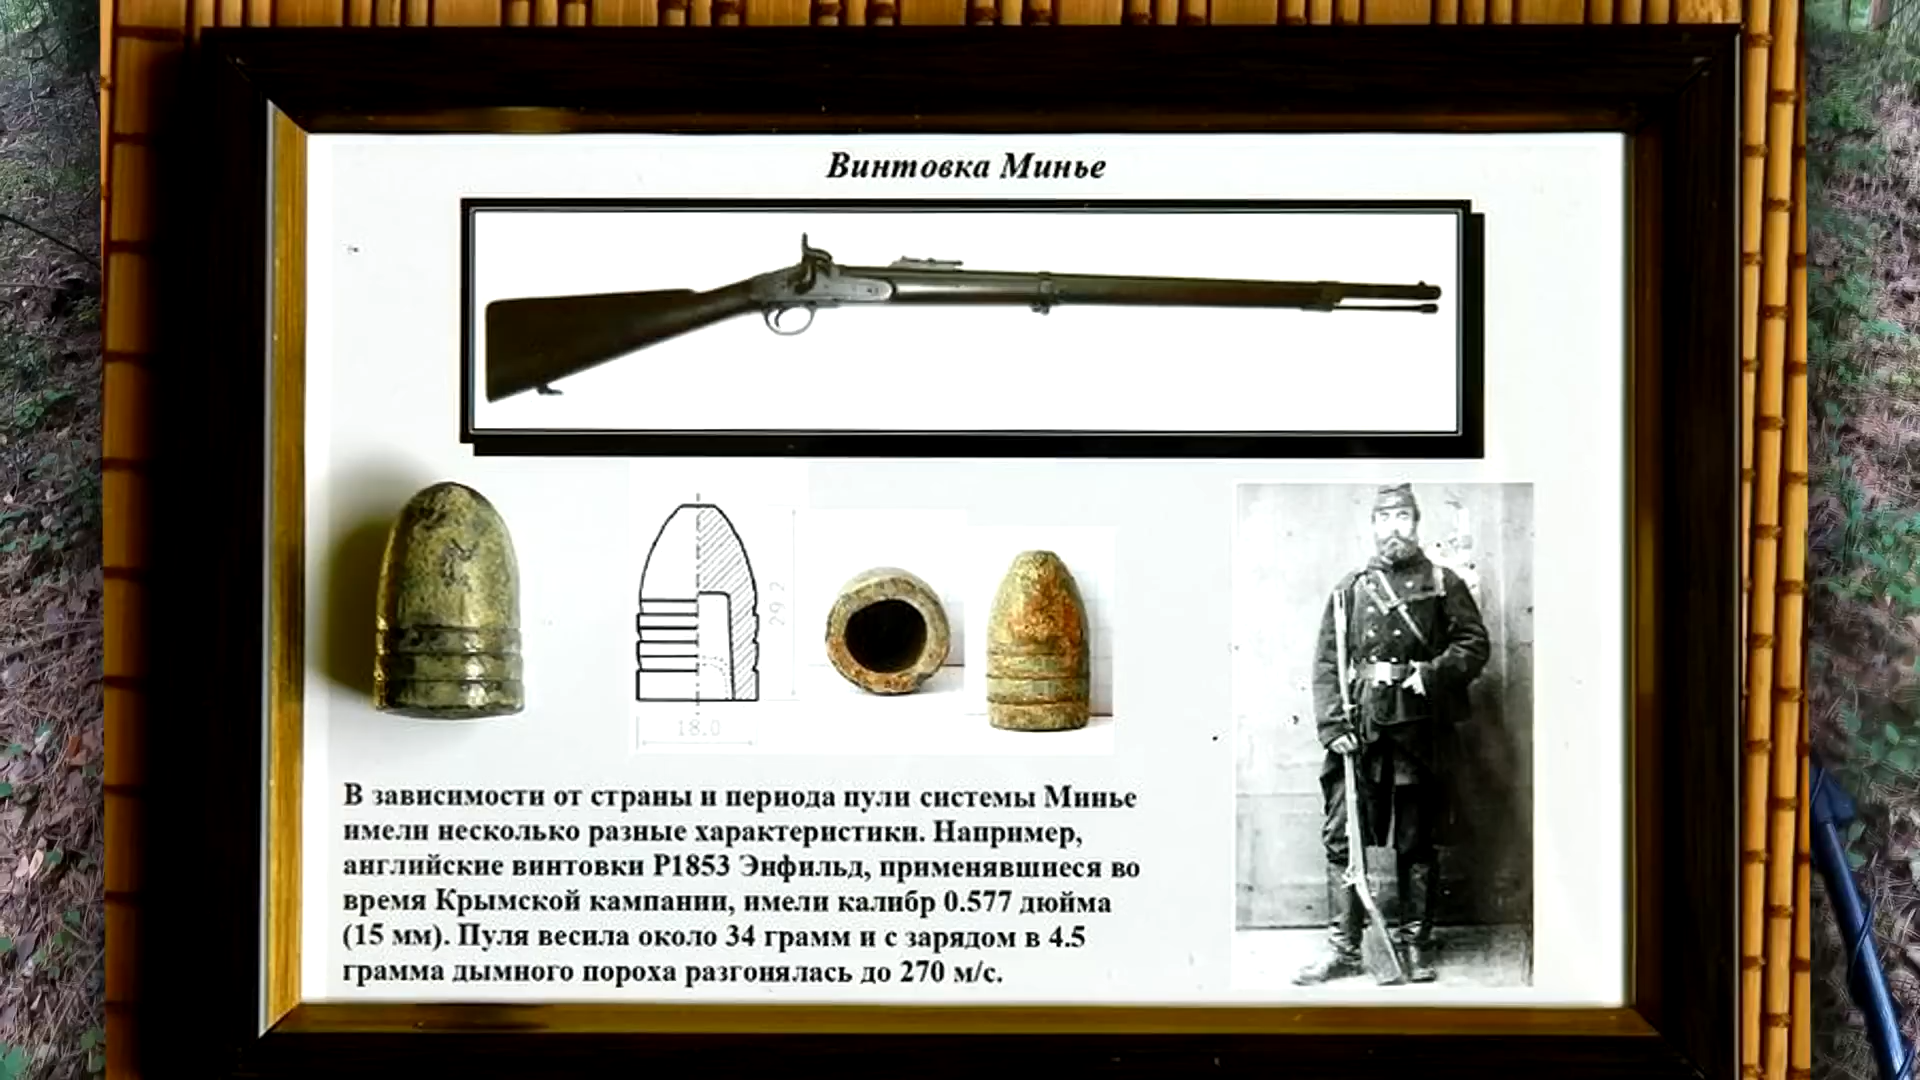 Винтовка Минье
29.2
18.0
В зависимости от страны и периода пули системы Минье
имели несколько разные характеристики. Например,
английские винтовки Р1853 Энфильд, применявшиеся во
время Крымской кампании, имели калибр 0.577 дюйма
(15 мм). Пуля весила около 34 грамм и с зарядом в 4.5
грамма дымного пороха разгонялась до 270 м/с.